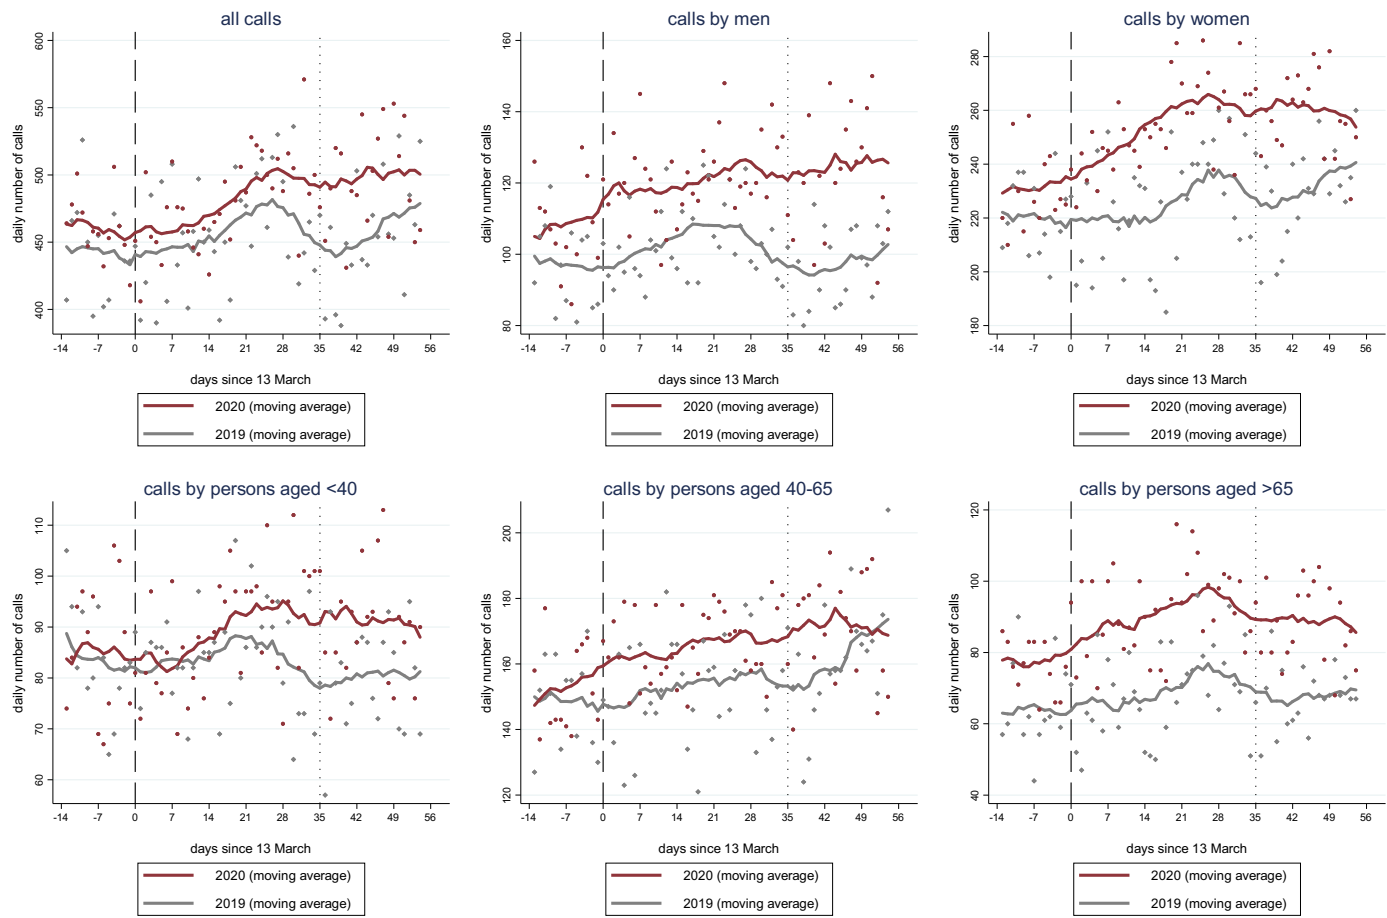 all calls
daily number of calls
600
550
500
450
400
-14 -7 0 7 14 21 28 35 42 49 56
days since 13 March
2020 (moving average)
2019 (moving average)
calls by men
daily number of calls
160
140
120
100
80
-14 -7 0 7 14 21 28 35 42 49 56
days since 13 March
2020 (moving average)
2019 (moving average)
calls by women
daily number of calls
280
260
240
220
200
180
-14 -7 0 7 14 21 28 35 42 49 56
days since 13 March
2020 (moving average)
2019 (moving average)
calls by persons aged <40
daily number of calls
110
100
90
80
70
60
-14 -7 0 7 14 21 28 35 42 49 56
days since 13 March
2020 (moving average)
2019 (moving average)
calls by persons aged 40-65
daily number of calls
200
180
160
140
120
-14 -7 0 7 14 21 28 35 42 49 56
days since 13 March
2020 (moving average)
2019 (moving average)
calls by persons aged >65
daily number of calls
120
100
80
60
40
-14 -7 0 7 14 21 28 35 42 49 56
days since 13 March
2020 (moving average)
2019 (moving average)